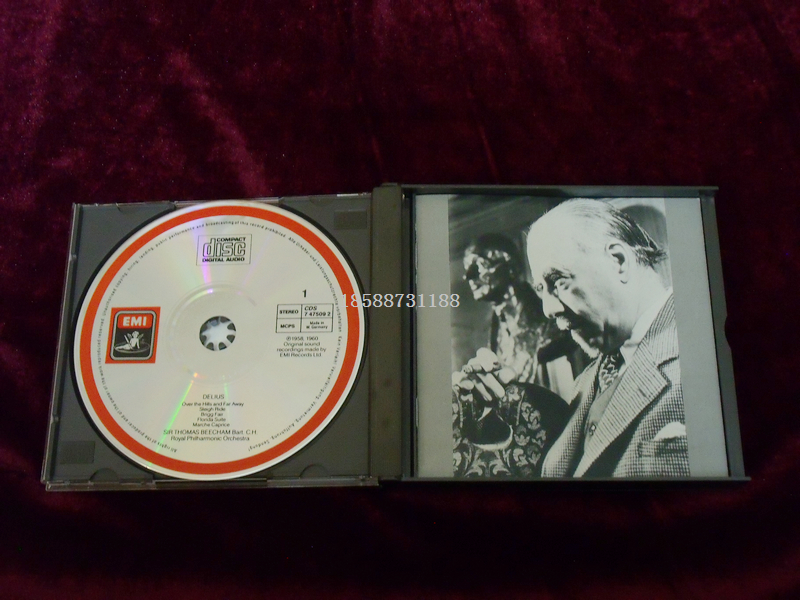 COMPACT
disc
DIGITAL AUDIO
1
STEREO
CDS
7 47509 2
MCPS
Made in
W. Germany
EMI
℗1958, 1960
Original sound
recordings made by
EMI Records Ltd.
DELIUS
Over the Hills and Far Away
Sleigh Ride
Brigg Fair
Florida Suite
Marche Caprice
SIR THOMAS BEECHAM Bart. C.H.
Royal Philharmonic Orchestra
18588731188